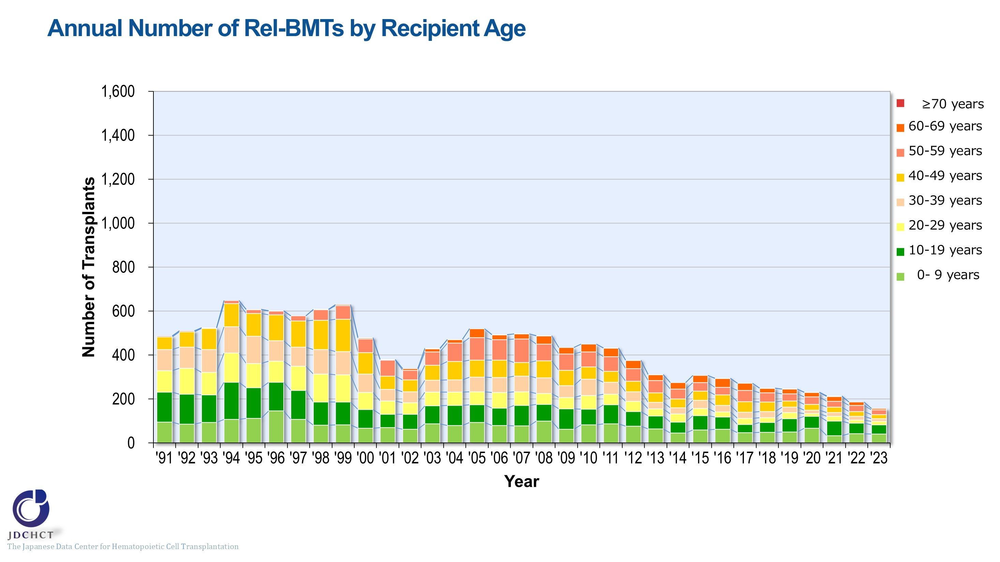 Annual Number of Rel-BMTs by Recipient Age
Number of Transplants
1,600
1,400
1,200
1,000
800
600
400
200
0
'91 '92 '93 '94 '95 '96 '97 '98 '99 '00 '01 '02 '03 '04 '05 '06 '07 '08 '09 '10 '11 '12 '13 '14 '15 '16 '17 '18 '19 '20 '21 '22 '23
Year
≥70 years
60-69 years
50-59 years
40-49 years
30-39 years
20-29 years
10-19 years
0- 9 years
JDCHCT
The Japanese Data Center for Hematopoietic Cell Transplantation